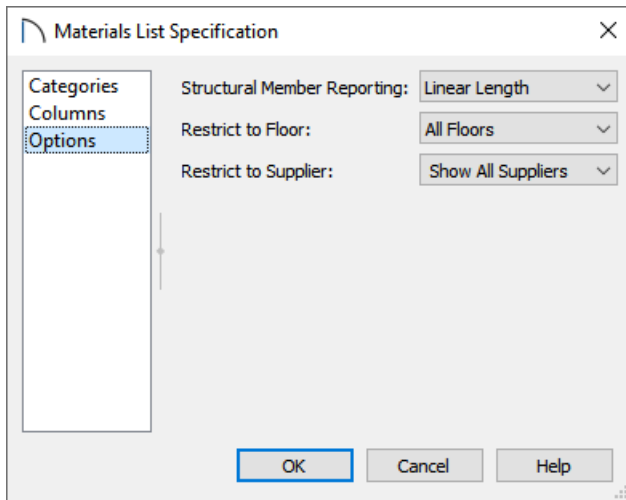 Materials List Specification
Categories
Columns
Options
Structural Member Reporting: Linear Length
Restrict to Floor: All Floors
Restrict to Supplier: Show All Suppliers
OK Cancel Help